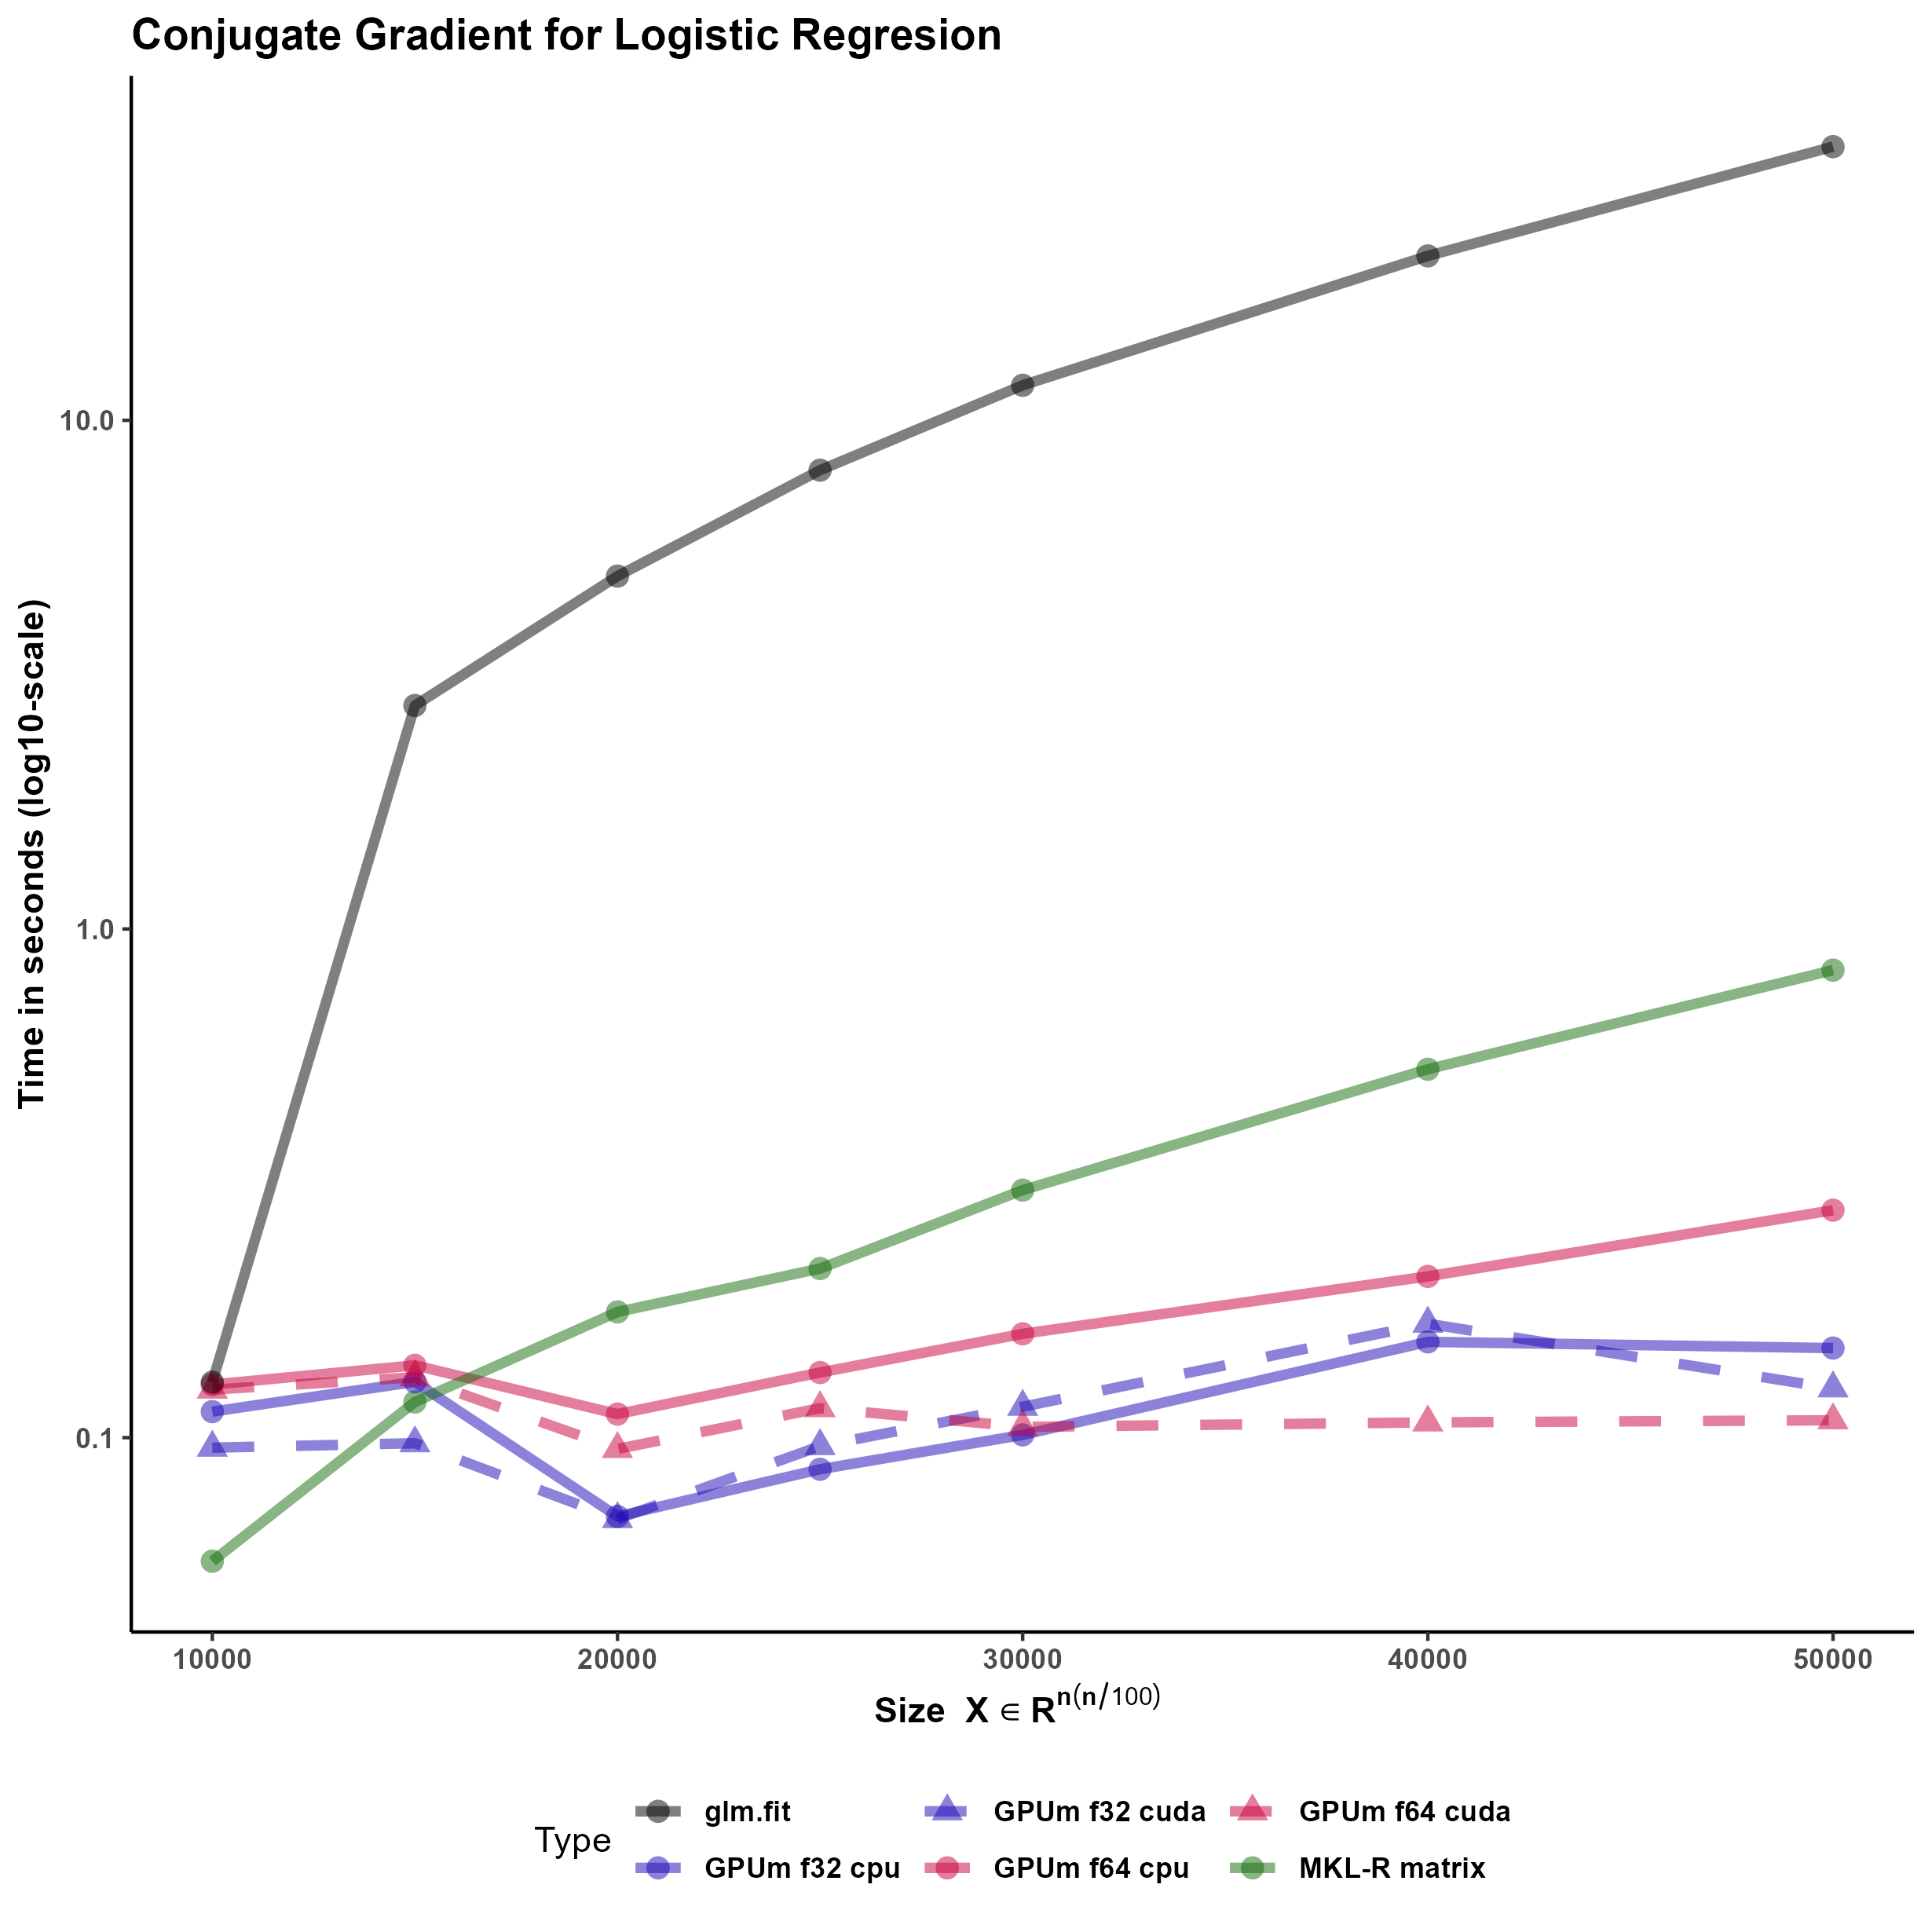 Conjugate Gradient for Logistic Regresion
Time in seconds (log10-scale)
10.0
1.0
0.1
10000 20000 30000 40000 50000
Size X ∈ R^n(n/100)
Type
glm.fit GPUm f32 cuda GPUm f64 cuda
GPUm f32 cpu GPUm f64 cpu MKL-R matrix